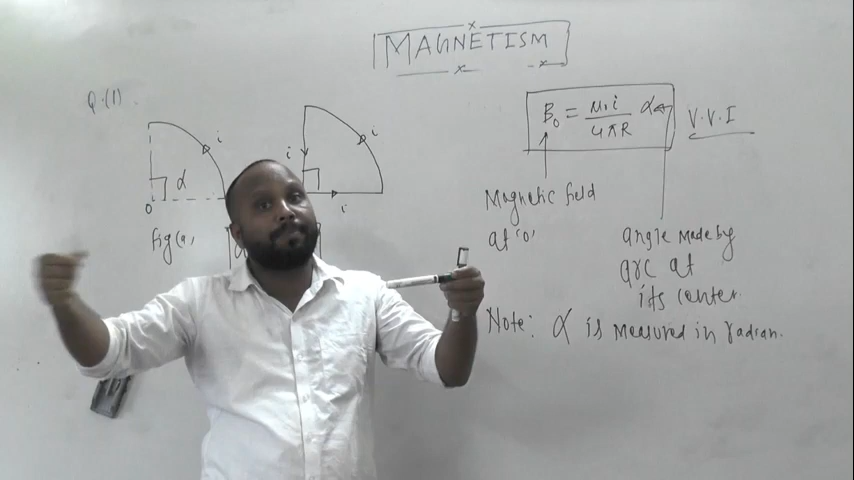 MAGNETISM
Q.(1)
i
α
O
fig(a)
i
i
i
B₀ = μ₀i / 4πR α
V.V.I
Magnetic field
at 'o'
angle made by
arc at
its center.
Note: α is measured in radian.